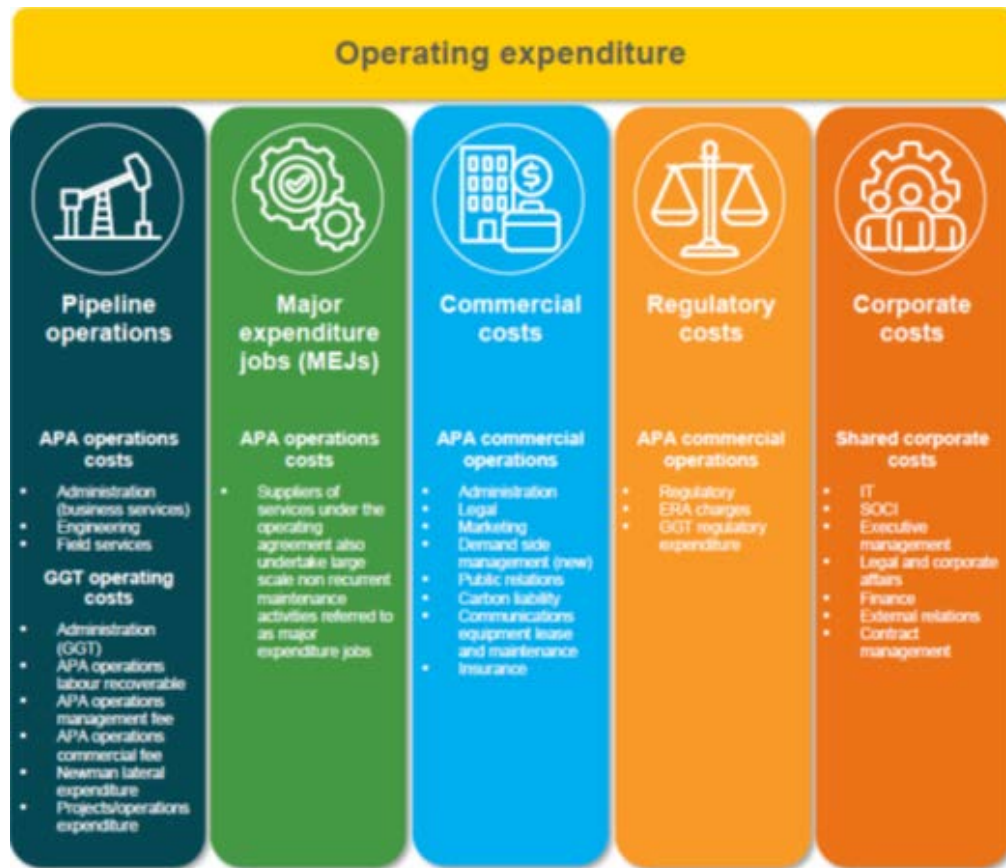 Operating expenditure
Pipeline
operations
APA operations
costs
• Administration
(business services)
• Engineering
• Field services
GGT operating
costs
• Administration
(GGT)
• APA operations
labour recoverable
• APA operations
management fee
• APA operations
commercial fee
• Newman lateral
expenditure
• Projects/operations
expenditure
Major
expenditure
jobs (MEJs)
APA operations
costs
• Suppliers of
services under the
operating
agreement also
undertake large
scale non recurrent
maintenance
activities referred to
as major
expenditure jobs
Commercial
costs
APA commercial
operations
• Administration
• Legal
• Marketing
• Demand side
management (new)
• Public relations
• Carbon liability
• Communications
equipment lease
and maintenance
• Insurance
Regulatory
costs
APA commercial
operations
• Regulatory
• ERA charges
• GGT regulatory
expenditure
Corporate
costs
Shared corporate
costs
• IT
• SOCI
• Executive
management
• Legal and corporate
affairs
• Finance
• External relations
• Contract
management